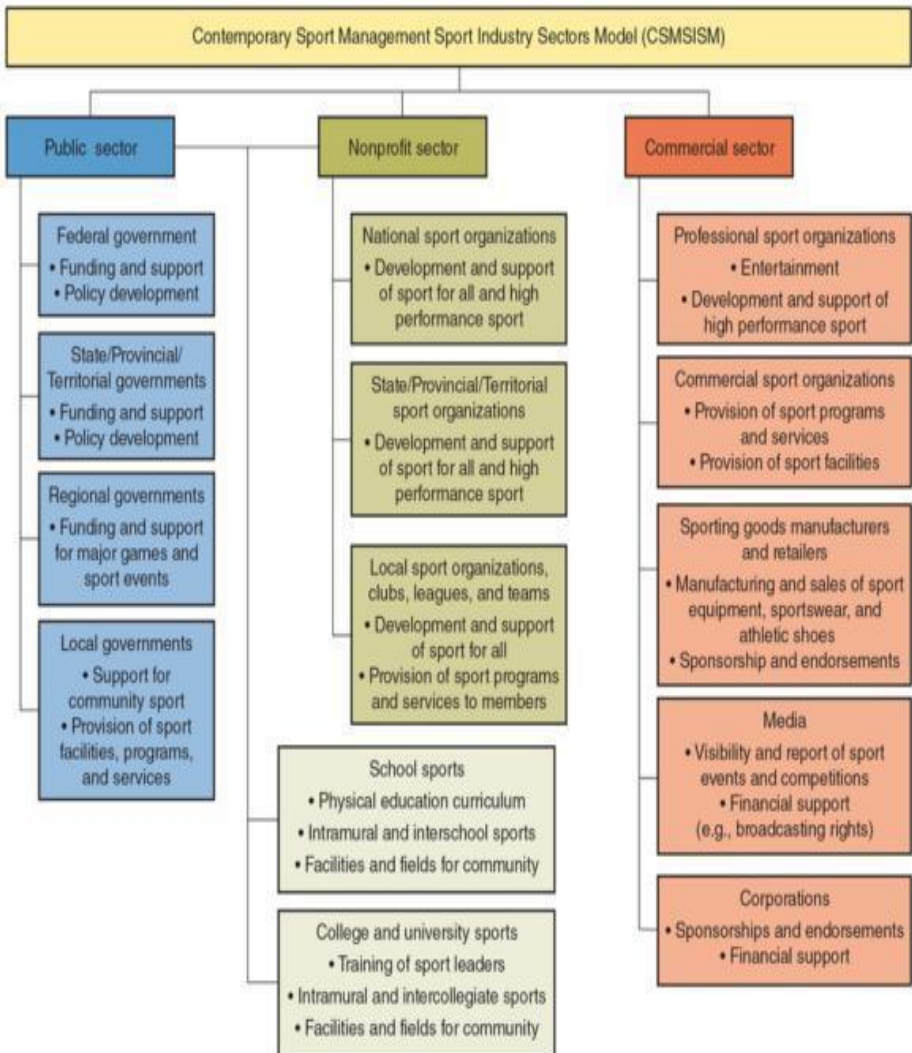 Contemporary Sport Management Sport Industry Sectors Model (CSMSISM)
Public sector
Federal government
• Funding and support
• Policy development
State/Provincial/
Territorial governments
• Funding and support
• Policy development
Regional governments
• Funding and support
for major games and
sport events
Local governments
• Support for
community sport
• Provision of sport
facilities, programs,
and services
Nonprofit sector
National sport organizations
• Development and support
of sport for all and high
performance sport
State/Provincial/Territorial
sport organizations
• Development and support
of sport for all and high
performance sport
Local sport organizations,
clubs, leagues, and teams
• Development and support
of sport for all
• Provision of sport programs
and services to members
School sports
• Physical education curriculum
• Intramural and interschool sports
• Facilities and fields for community
College and university sports
• Training of sport leaders
• Intramural and intercollegiate sports
• Facilities and fields for community
Commercial sector
Professional sport organizations
• Entertainment
• Development and support of
high performance sport
Commercial sport organizations
• Provision of sport programs
and services
• Provision of sport facilities
Sporting goods manufacturers
and retailers
• Manufacturing and sales of sport
equipment, sportswear, and
athletic shoes
• Sponsorship and endorsements
Media
• Visibility and report of sport
events and competitions
• Financial support
(e.g., broadcasting rights)
Corporations
• Sponsorships and endorsements
• Financial support